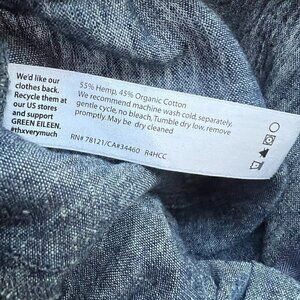 We'd like our
clothes back.
Recycle them at
our US stores
and support
GREEN EILEEN.
#thxverymuch
55% Hemp, 45% Organic Cotton
We recommend machine wash cold, separately,
gentle cycle, no bleach, Tumble dry low, remove
promptly. May be dry cleaned
RN# 78121/CA#34460 R4HCC